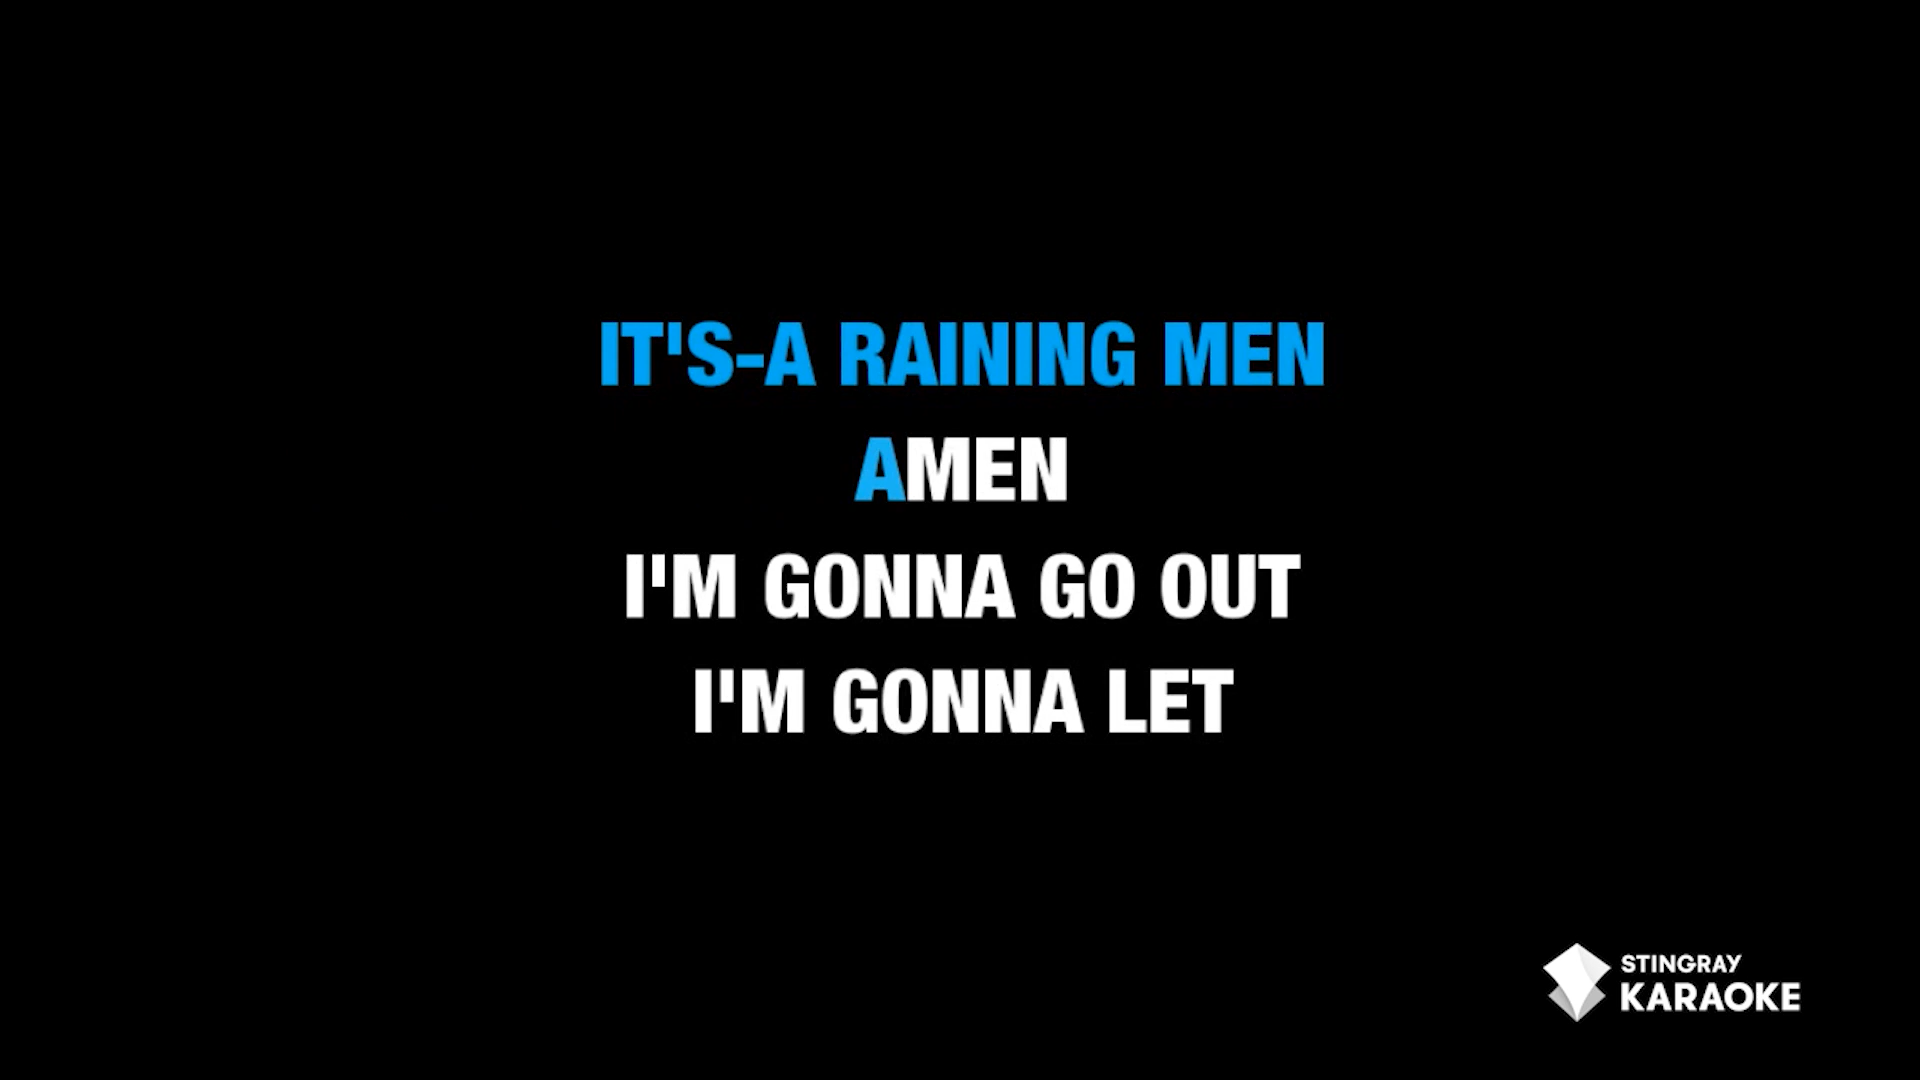 IT'S-A RAINING MEN
AMEN
I'M GONNA GO OUT
I'M GONNA LET
STINGRAY
KARAOKE